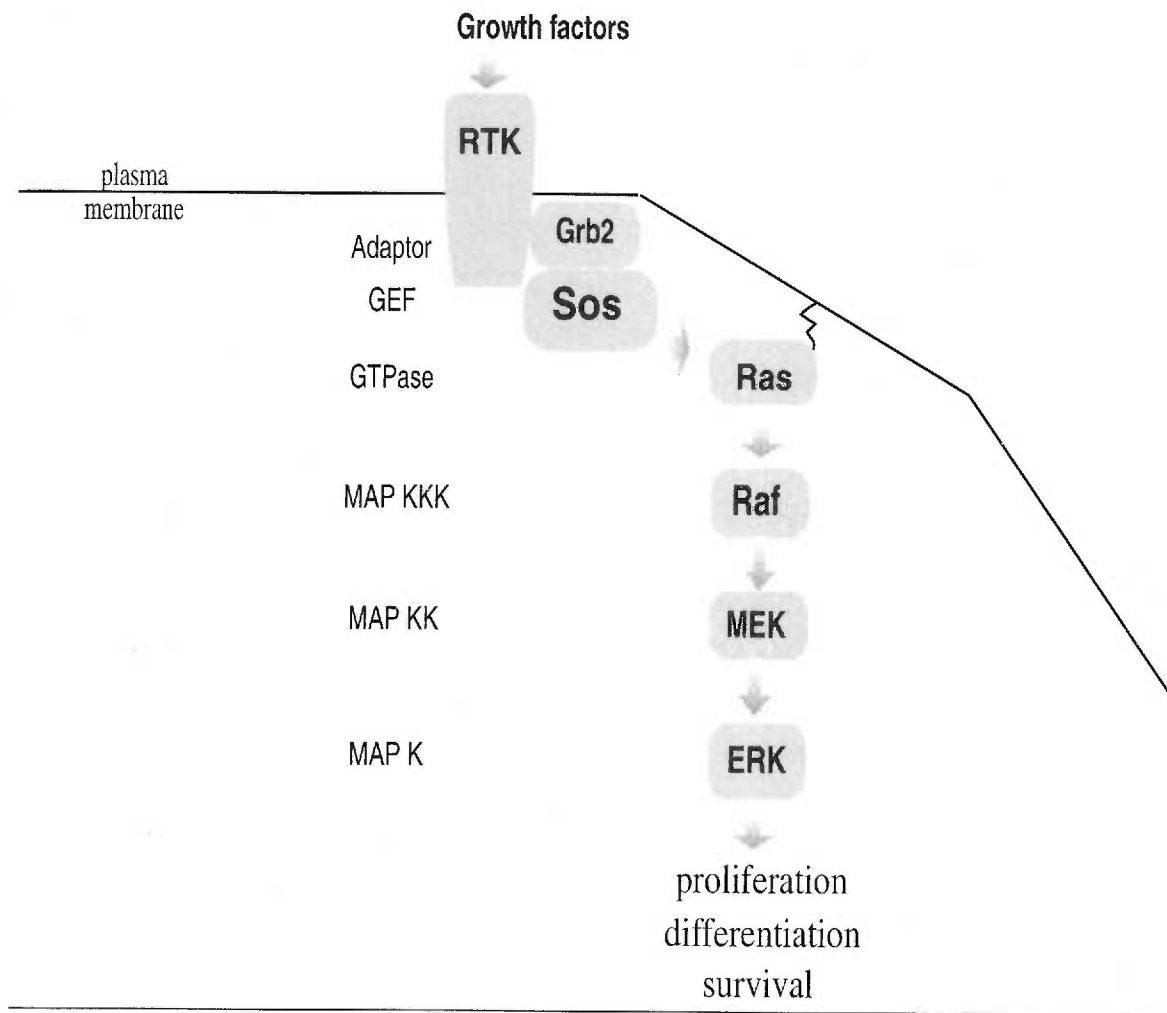 Growth factors
RTK
plasma
membrane
Adaptor
Grb2
GEF
Sos
GTPase
Ras
MAP KKK
Raf
MAP KK
MEK
MAP K
ERK
proliferation
differentiation
survival